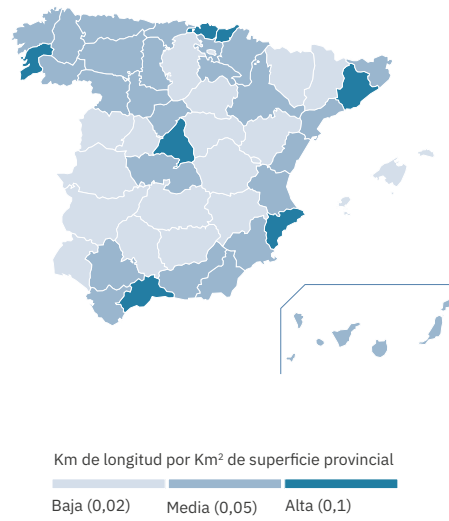 Km de longitud por Km² de superficie provincial
Baja (0,02) Media (0,05) Alta (0,1)